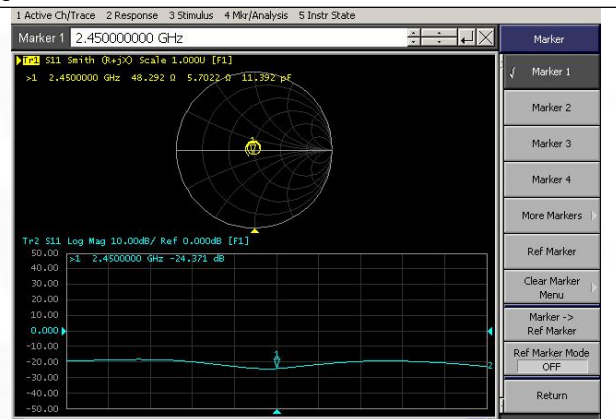 1 Active Ch/Trace 2 Response 3 Stimulus 4 Mkr/Analysis 5 Instr State
Marker 1 2.450000000 GHz
Marker
Tr1 S11 Smith (R+jX) Scale 1.000U [F1]
>1 2.4500000 GHz 48.292 Ω 5.7022 Ω 11.392 pF
1
√ Marker 1
Marker 2
Marker 3
Marker 4
More Markers
Ref Marker
Clear Marker
Menu
Marker ->
Ref Marker
Ref Marker Mode
OFF
Return
Tr2 S11 Log Mag 10.00dB/ Ref 0.000dB [F1]
>1 2.4500000 GHz -24.371 dB
50.00
40.00
30.00
20.00
10.00
0.000
-10.00
-20.00
-30.00
-40.00
-50.00
1
2